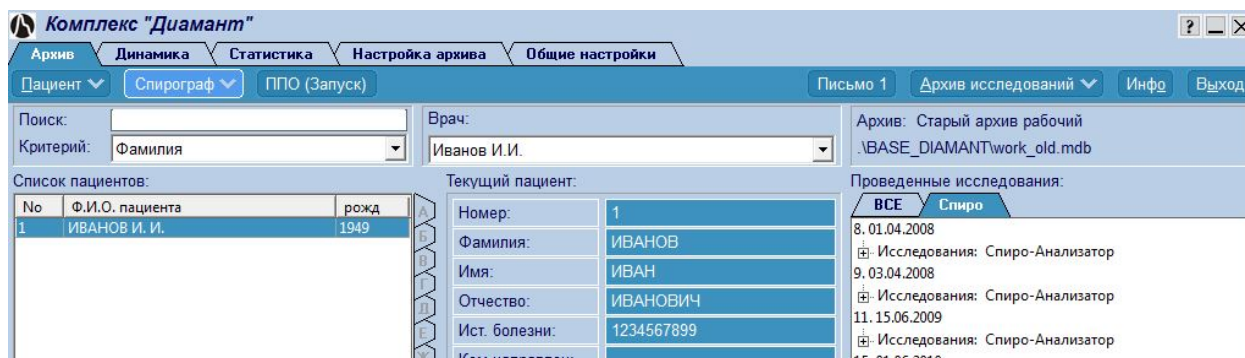 Комплекс "Диамант"
? _ X
Архив Динамика Статистика Настройка архива Общие настройки
Пациент Спирограф ППО (Запуск) Письмо 1 Архив исследований Инфо Выход
Поиск:
Критерий: Фамилия
Врач:
Иванов И.И.
Архив: Старый архив рабочий
.\BASE_DIAMANT\work_old.mdb
Список пациентов:
No Ф.И.О. пациента рожд
1 ИВАНОВ И. И. 1949
А
Б
В
Г
Д
Е
Ж
Текущий пациент:
Номер: 1
Фамилия: ИВАНОВ
Имя: ИВАН
Отчество: ИВАНОВИЧ
Ист. болезни: 1234567899
Проведенные исследования:
ВСЕ Спиро
8. 01.04.2008
Исследования: Спиро-Анализатор
9. 03.04.2008
Исследования: Спиро-Анализатор
11. 15.06.2009
Исследования: Спиро-Анализатор